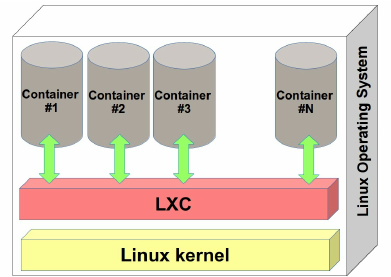 Container
#1
Container
#2
Container
#3
Container
#N
LXC
Linux kernel
Linux Operating System